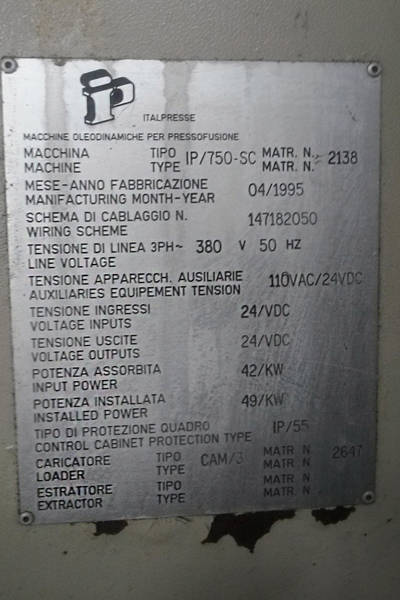 IP
ITALPRESSE
MACCHINE OLEODINAMICHE PER PRESSOFUSIONE
MACCHINA TIPO IP/750-SC MATR. N. 2138
MACHINE TYPE MATR. N.
MESE-ANNO FABBRICAZIONE 04/1995
MANIFACTURING MONTH-YEAR
SCHEMA DI CABLAGGIO N. 147182050
WIRING SCHEME
TENSIONE DI LINEA 3PH~ 380 V 50 HZ
LINE VOLTAGE
TENSIONE APPARECCH. AUSILIARIE 110VAC/24VDC
AUXILIARIES EQUIPEMENT TENSION
TENSIONE INGRESSI 24/VDC
VOLTAGE INPUTS
TENSIONE USCITE 24/VDC
VOLTAGE OUTPUTS
POTENZA ASSORBITA 42/KW
INPUT POWER
POTENZA INSTALLATA 49/KW
INSTALLED POWER
TIPO DI PROTEZIONE QUADRO IP/55
CONTROL CABINET PROTECTION TYPE
CARICATORE TIPO CAM/3 MATR. N. 2647
LOADER TYPE MATR. N.
ESTRATTORE TIPO MATR. N.
EXTRACTOR TYPE MATR. N.